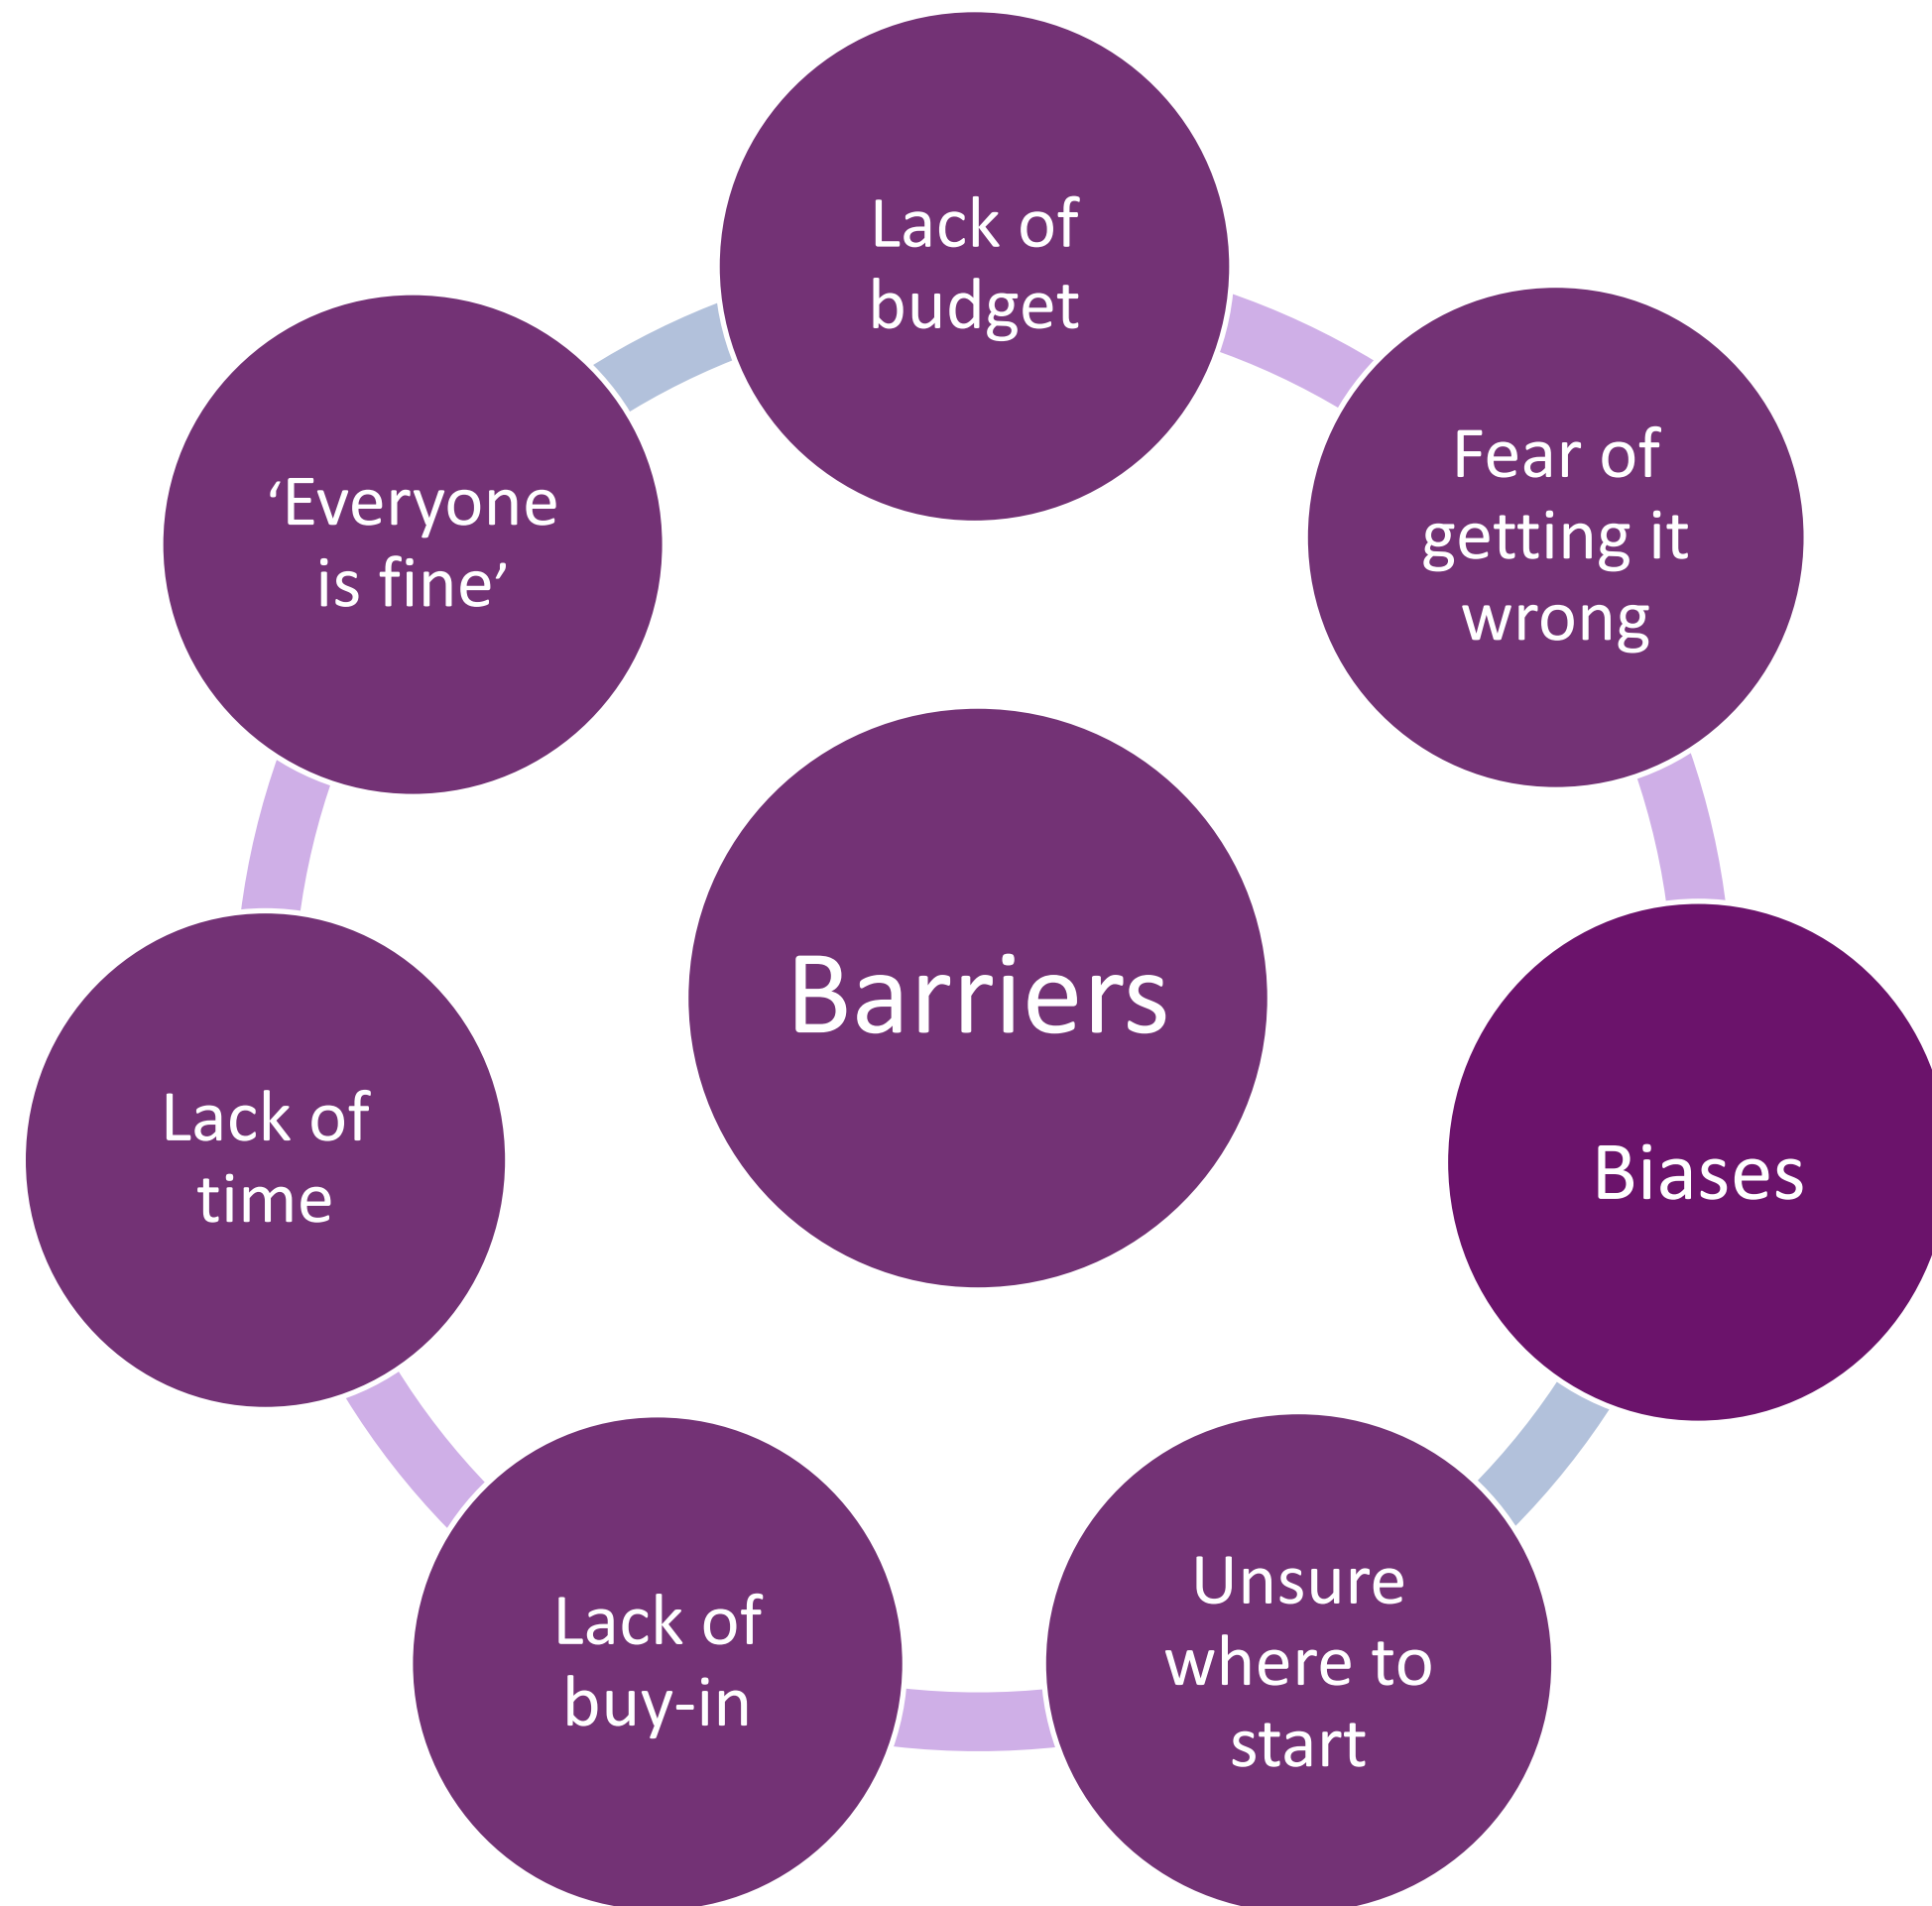 Lack of
budget
Fear of
getting it
wrong
Biases
Unsure
where to
start
Lack of
buy-in
Lack of
time
‘Everyone
is fine’
Barriers